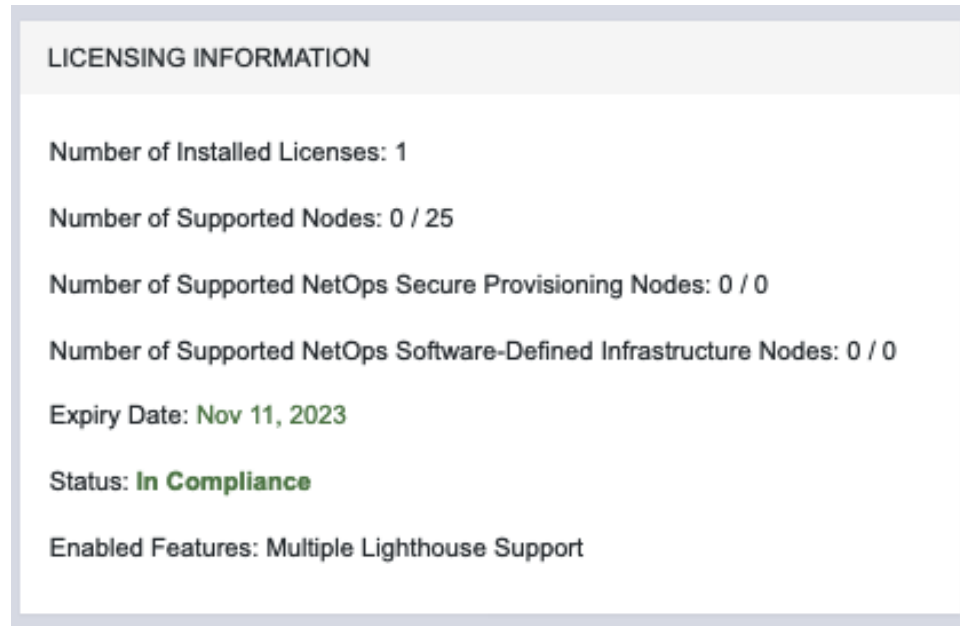 LICENSING INFORMATION
Number of Installed Licenses: 1
Number of Supported Nodes: 0 / 25
Number of Supported NetOps Secure Provisioning Nodes: 0 / 0
Number of Supported NetOps Software-Defined Infrastructure Nodes: 0 / 0
Expiry Date: Nov 11, 2023
Status: In Compliance
Enabled Features: Multiple Lighthouse Support